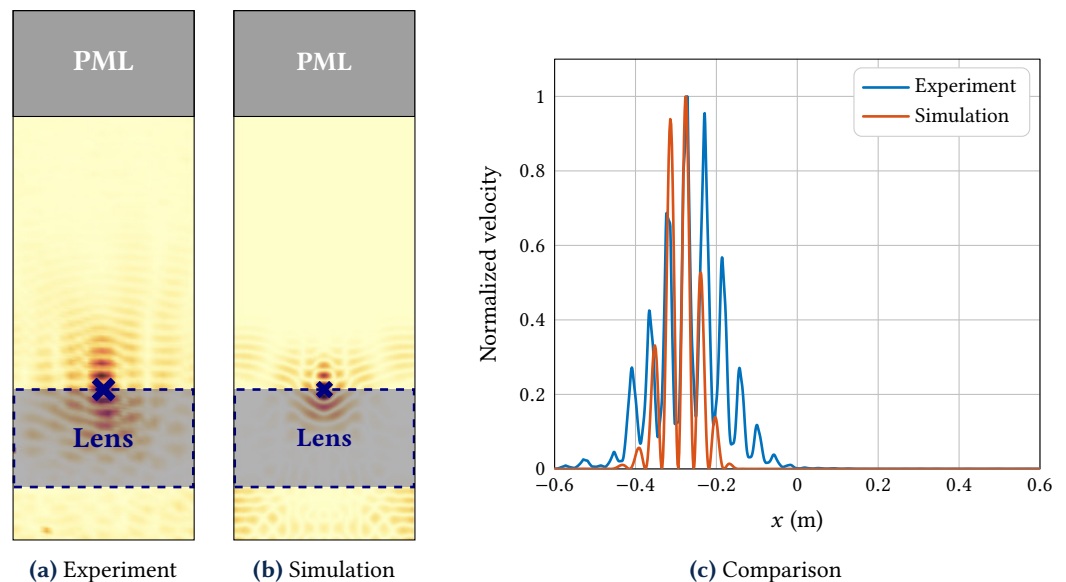 PML
PML
Lens
Lens
(a) Experiment
(b) Simulation
Normalized velocity
1
0.8
0.6
0.4
0.2
0
−0.6
−0.4
−0.2
0
0.2
0.4
0.6
x (m)
Experiment
Simulation
(c) Comparison